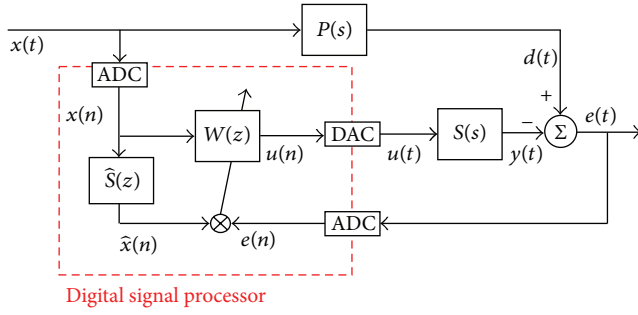 x(t)
P(s)
d(t)
ADC
+
x(n)
W(z)
DAC
S(s)
−
Σ
e(t)
u(n)
u(t)
y(t)
Ŝ(z)
⊗
x̂(n)
e(n)
ADC
Digital signal processor